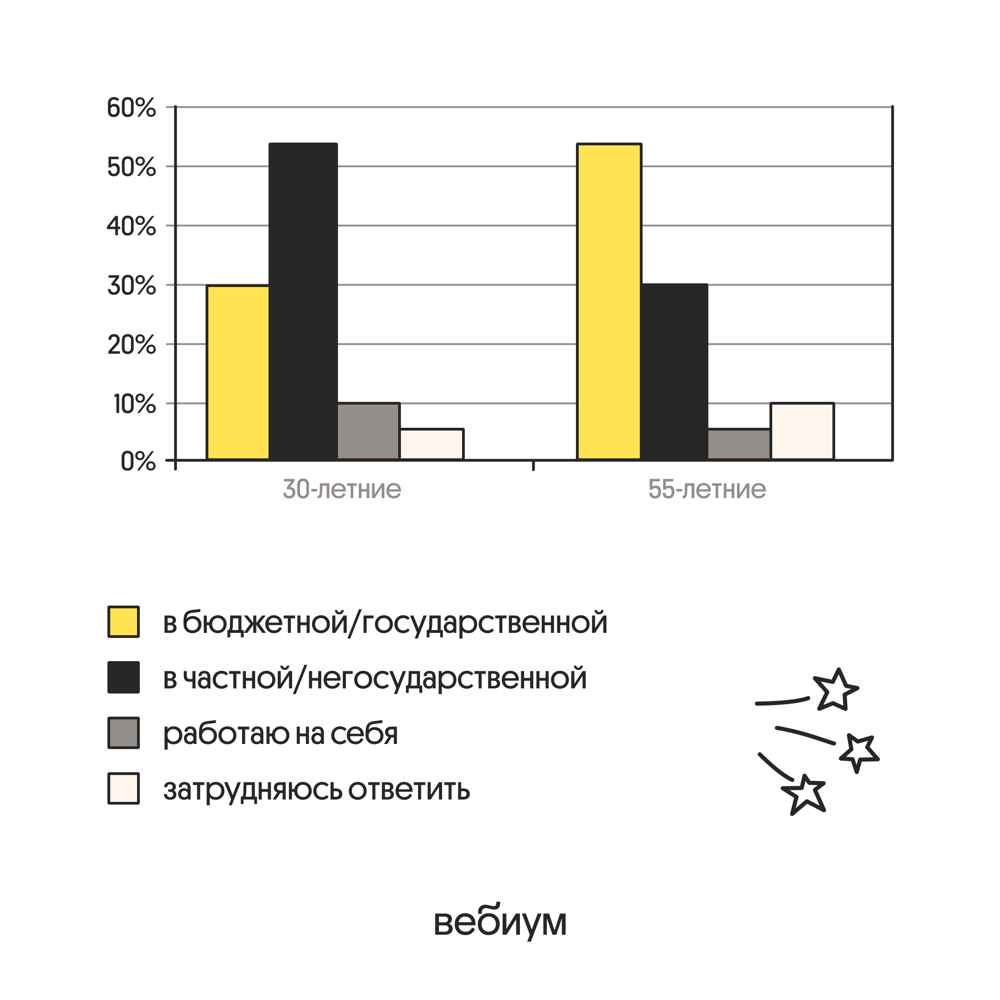 60%
50%
40%
30%
20%
10%
0%
30-летние
55-летние
в бюджетной/государственной
в частной/негосударственной
работаю на себя
затрудняюсь ответить
вебиум